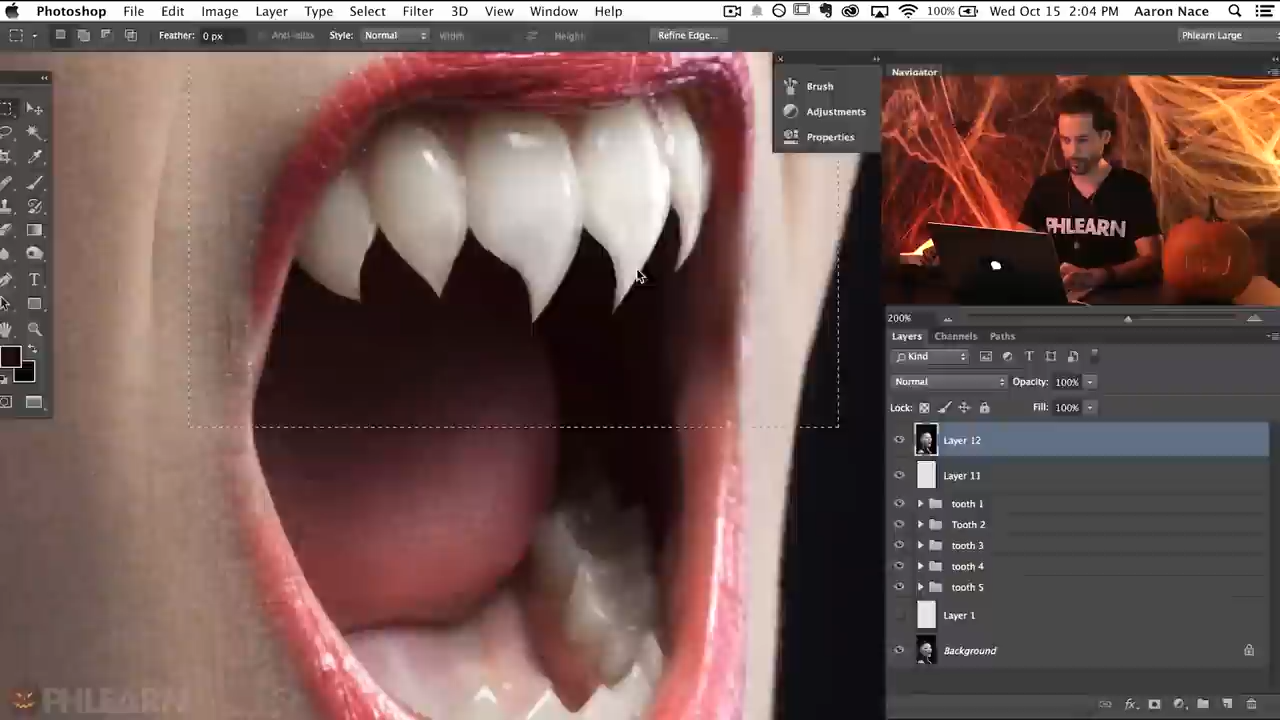 Photoshop File Edit Image Layer Type Select Filter 3D View Window Help 100% Wed Oct 15 2:04 PM Aaron Nace
Feather: 0 px Anti-alias Style: Normal Width Height Refine Edge... Phlearn Large
Brush
Adjustments
Properties
Navigator
PHLEARN
200%
Layers Channels Paths
Kind
Normal Opacity: 100%
Lock: Fill: 100%
Layer 12
Layer 11
tooth 1
Tooth 2
tooth 3
tooth 4
tooth 5
Layer 1
Background
PHLEARN